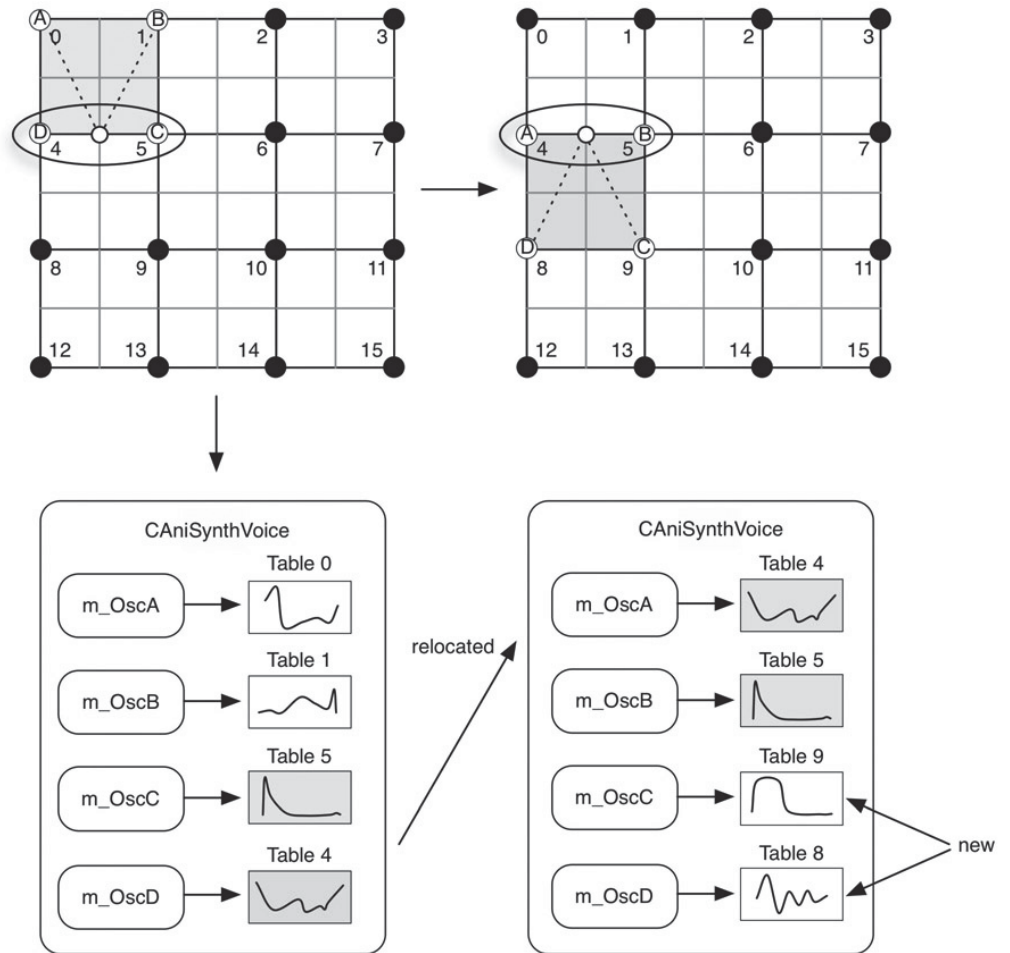 A B
0 1 2 3
D C
4 5 6 7
8 9 10 11
12 13 14 15
0 1 2 3
A B
4 5 6 7
D C
8 9 10 11
12 13 14 15
CAniSynthVoice
Table 0
m_OscA
Table 1
m_OscB
Table 5
m_OscC
Table 4
m_OscD
relocated
CAniSynthVoice
Table 4
m_OscA
Table 5
m_OscB
Table 9
m_OscC
Table 8
m_OscD
new